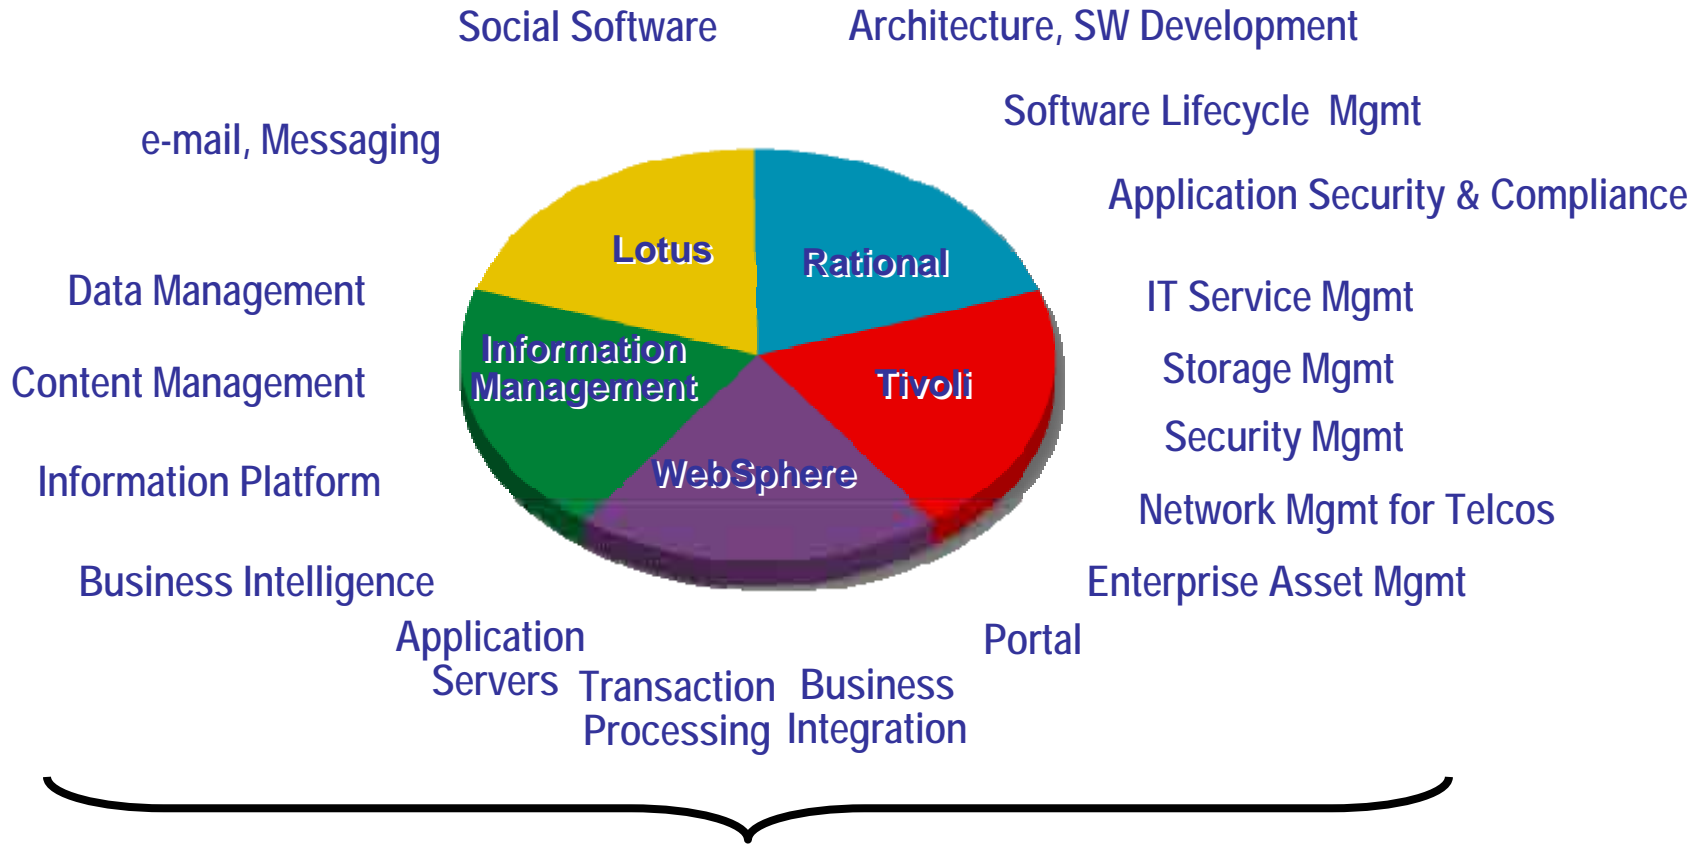 Social Software
Architecture, SW Development
Software Lifecycle Mgmt
e-mail, Messaging
Application Security & Compliance
Lotus
Rational
Data Management
IT Service Mgmt
Information
Management
Tivoli
Content Management
Storage Mgmt
Security Mgmt
WebSphere
Information Platform
Network Mgmt for Telcos
Business Intelligence
Enterprise Asset Mgmt
Application
Servers
Transaction
Processing
Business
Integration
Portal